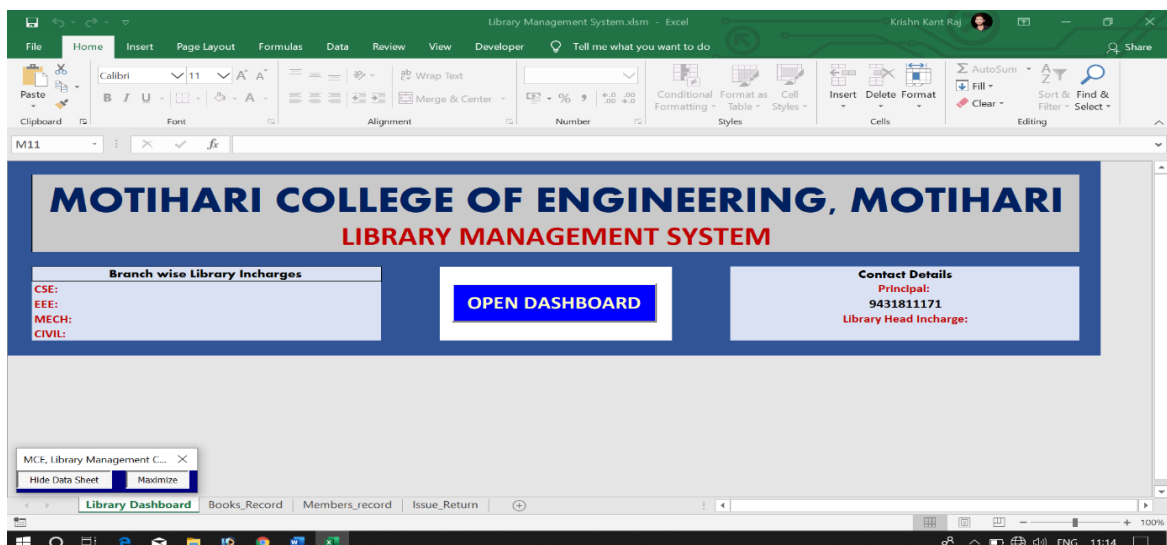 Library Management System.xlsm - Excel
Krishn Kant Raj
File Home Insert Page Layout Formulas Data Review View Developer Tell me what you want to do Share
Paste
Calibri 11 A A
B I U A
Wrap Text
Merge & Center
% , .0 .00 .00 .0
Conditional Formatting
Format as Table
Cell Styles
Insert Delete Format
AutoSum
Fill
Clear
Sort & Filter
Find & Select
Clipboard Font Alignment Number Styles Cells Editing
M11 fx
MOTIHARI COLLEGE OF ENGINEERING, MOTIHARI
LIBRARY MANAGEMENT SYSTEM
Branch wise Library Incharges
CSE:
EEE:
MECH:
CIVIL:
OPEN DASHBOARD
Contact Details
Principal:
9431811171
Library Head Incharge:
MCE, Library Management C...
Hide Data Sheet Maximize
Library Dashboard Books_Record Members_record Issue_Return
100%
ENG 11:14